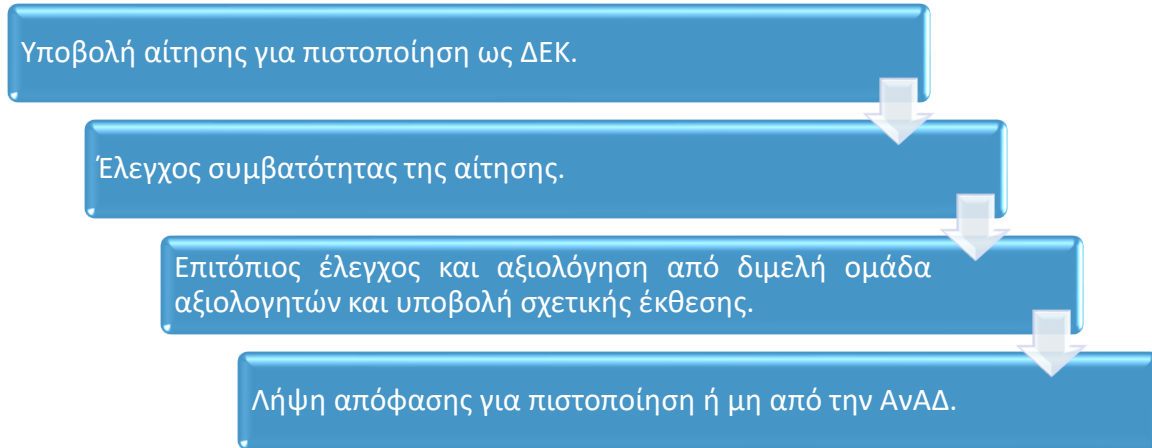 Υποβολή αίτησης για πιστοποίηση ως ΔΕΚ.
Έλεγχος συμβατότητας της αίτησης.
Επιτόπιος έλεγχος και αξιολόγηση από διμελή ομάδα
αξιολογητών και υποβολή σχετικής έκθεσης.
Λήψη απόφασης για πιστοποίηση ή μη από την ΑνΑΔ.